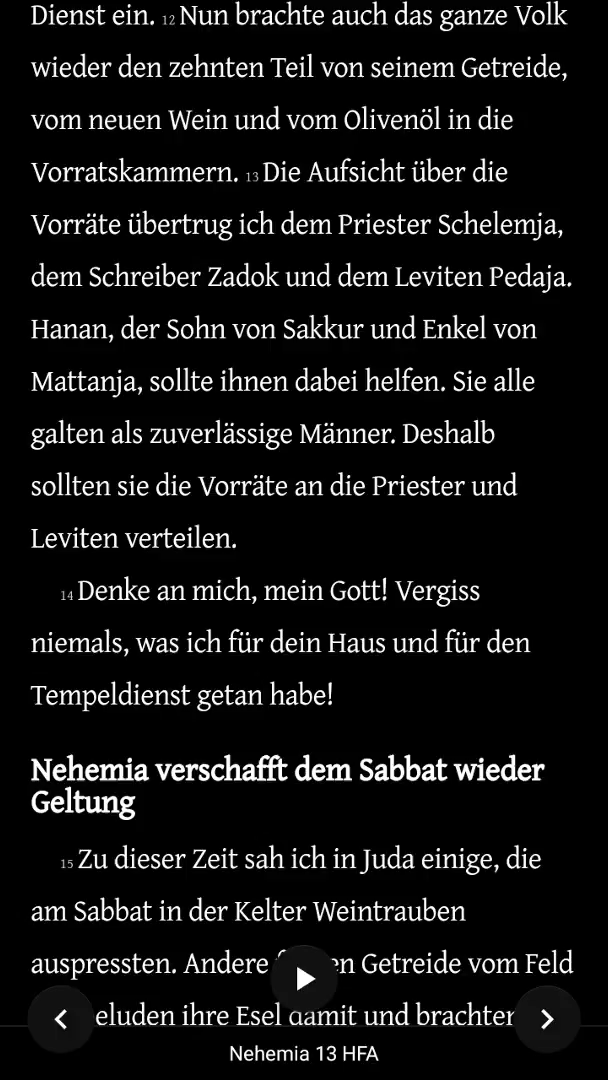 Dienst ein. 12 Nun brachte auch das ganze Volk
wieder den zehnten Teil von seinem Getreide,
vom neuen Wein und vom Olivenöl in die
Vorratskammern. 13 Die Aufsicht über die
Vorräte übertrug ich dem Priester Schelemja,
dem Schreiber Zadok und dem Leviten Pedaja.
Hanan, der Sohn von Sakkur und Enkel von
Mattanja, sollte ihnen dabei helfen. Sie alle
galten als zuverlässige Männer. Deshalb
sollten sie die Vorräte an die Priester und
Leviten verteilen.
14 Denke an mich, mein Gott! Vergiss
niemals, was ich für dein Haus und für den
Tempeldienst getan habe!
Nehemia verschafft dem Sabbat wieder
Geltung
15 Zu dieser Zeit sah ich in Juda einige, die
am Sabbat in der Kelter Weintrauben
auspressten. Andere Getreide vom Feld
ihre Esel damit und
Nehemia 13 HFA